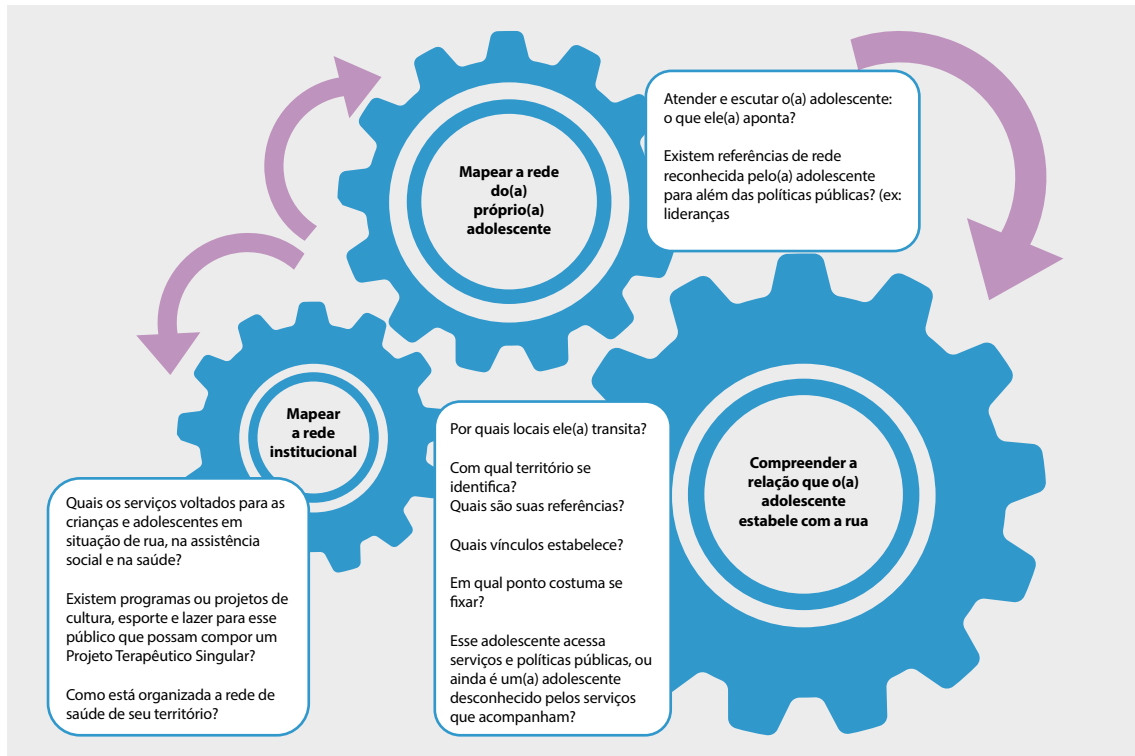 Mapear a rede
do(a)
próprio(a)
adolescente
Atender e escutar o(a) adolescente:
o que ele(a) aponta?
Existem referências de rede
reconhecida pelo(a) adolescente
para além das políticas públicas? (ex:
lideranças
Mapear
a rede
institucional
Quais os serviços voltados para as
crianças e adolescentes em
situação de rua, na assistência
social e na saúde?
Existem programas ou projetos de
cultura, esporte e lazer para esse
público que possam compor um
Projeto Terapêutico Singular?
Como está organizada a rede de
saúde de seu território?
Por quais locais ele(a) transita?
Com qual território se
identifica?
Quais são suas referências?
Quais vínculos estabelece?
Em qual ponto costuma se
fixar?
Esse adolescente acessa
serviços e políticas públicas, ou
ainda é um(a) adolescente
desconhecido pelos serviços
que acompanham?
Compreender a
relação que o(a)
adolescente
estabele com a rua